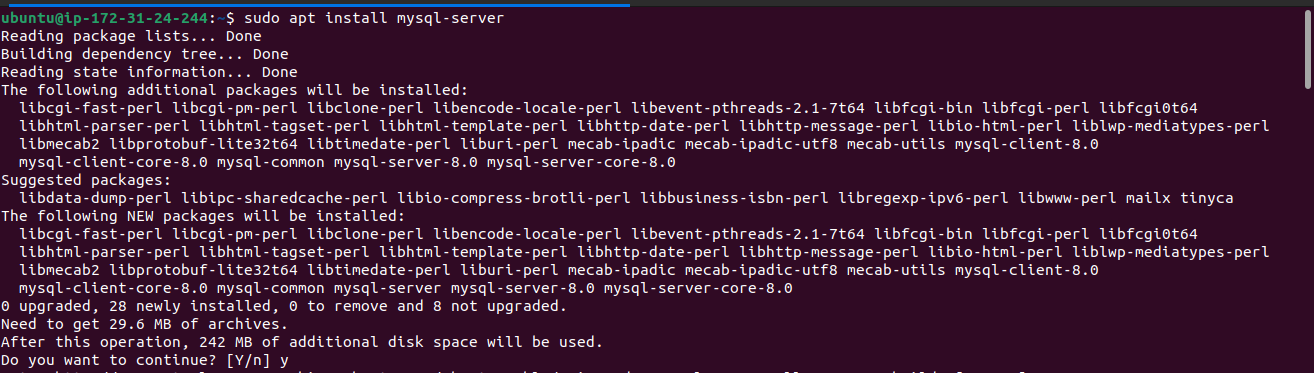 ubuntu@ip-172-31-24-244:~$ sudo apt install mysql-server
Reading package lists... Done
Building dependency tree... Done
Reading state information... Done
The following additional packages will be installed:
  libcgi-fast-perl libcgi-pm-perl libclone-perl libencode-locale-perl libevent-pthreads-2.1-7t64 libfcgi-bin libfcgi-perl libfcgi0t64
  libhtml-parser-perl libhtml-tagset-perl libhtml-template-perl libhttp-date-perl libhttp-message-perl libio-html-perl liblwp-mediatypes-perl
  libmecab2 libprotobuf-lite32t64 libtimedate-perl liburi-perl mecab-ipadic mecab-ipadic-utf8 mecab-utils mysql-client-8.0
  mysql-client-core-8.0 mysql-common mysql-server-8.0 mysql-server-core-8.0
Suggested packages:
  libdata-dump-perl libipc-sharedcache-perl libio-compress-brotli-perl libbusiness-isbn-perl libregexp-ipv6-perl libwww-perl mailx tinyca
The following NEW packages will be installed:
  libcgi-fast-perl libcgi-pm-perl libclone-perl libencode-locale-perl libevent-pthreads-2.1-7t64 libfcgi-bin libfcgi-perl libfcgi0t64
  libhtml-parser-perl libhtml-tagset-perl libhtml-template-perl libhttp-date-perl libhttp-message-perl libio-html-perl liblwp-mediatypes-perl
  libmecab2 libprotobuf-lite32t64 libtimedate-perl liburi-perl mecab-ipadic mecab-ipadic-utf8 mecab-utils mysql-client-8.0
  mysql-client-core-8.0 mysql-common mysql-server mysql-server-8.0 mysql-server-core-8.0
0 upgraded, 28 newly installed, 0 to remove and 8 not upgraded.
Need to get 29.6 MB of archives.
After this operation, 242 MB of additional disk space will be used.
Do you want to continue? [Y/n] y